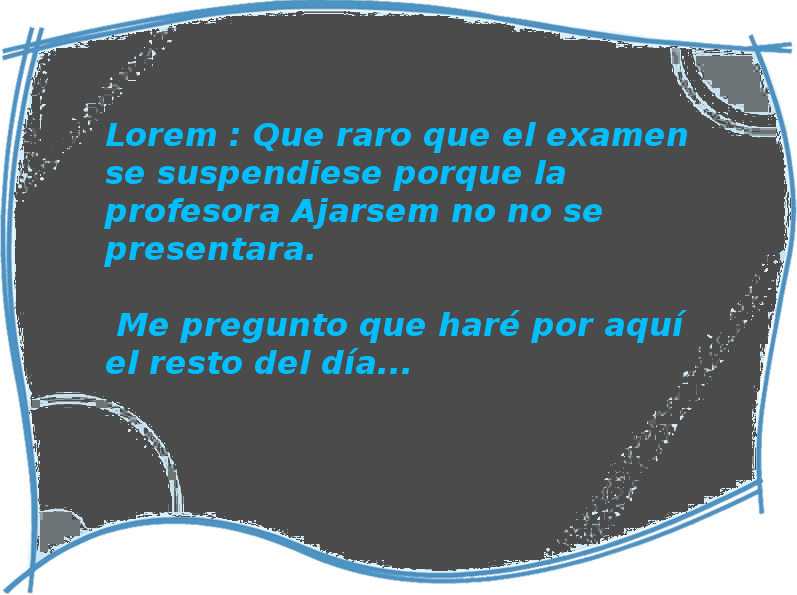 Lorem : Que raro que el examen
se suspendiese porque la
profesora Ajarsem no no se
presentara.
Me pregunto que haré por aquí
el resto del día...